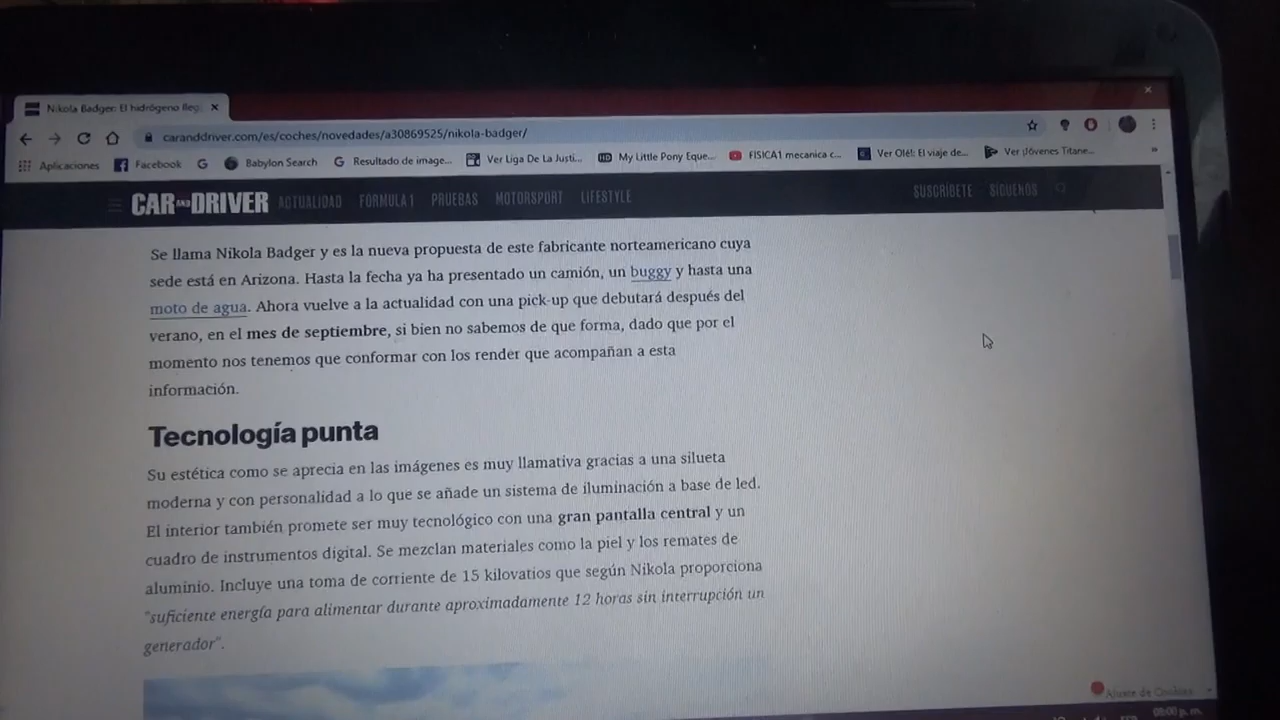 Nikola Badger: El hidrógeno lleg
caranddriver.com/es/coches/novedades/a30869525/nikola-badger/
Aplicaciones Facebook Babylon Search Resultado de image... Ver Liga De La Justi... My Little Pony Eque... FÍSICA1 mecanica c... Ver Olé!: El viaje de... Ver ¡Jóvenes Titane...
CAR AND DRIVER ACTUALIDAD FÓRMULA 1 PRUEBAS MOTORSPORT LIFESTYLE SUSCRÍBETE SÍGUENOS
Se llama Nikola Badger y es la nueva propuesta de este fabricante norteamericano cuya
sede está en Arizona. Hasta la fecha ya ha presentado un camión, un buggy y hasta una
moto de agua. Ahora vuelve a la actualidad con una pick-up que debutará después del
verano, en el mes de septiembre, si bien no sabemos de que forma, dado que por el
momento nos tenemos que conformar con los render que acompañan a esta
información.
Tecnología punta
Su estética como se aprecia en las imágenes es muy llamativa gracias a una silueta
moderna y con personalidad a lo que se añade un sistema de iluminación a base de led.
El interior también promete ser muy tecnológico con una gran pantalla central y un
cuadro de instrumentos digital. Se mezclan materiales como la piel y los remates de
aluminio. Incluye una toma de corriente de 15 kilovatios que según Nikola proporciona
"suficiente energía para alimentar durante aproximadamente 12 horas sin interrupción un
generador".
Ajustes de Cookies
08:00 p. m.